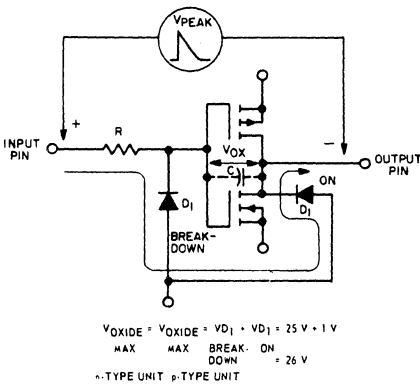 VPEAK
+
−
INPUT
PIN
R
VOX
C
OUTPUT
PIN
ON
D1
D1
BREAK-
DOWN
VOXIDE = VOXIDE = VD1 + VD1 = 25 V + 1 V
MAX MAX BREAK- ON
DOWN = 26 V
n-TYPE UNIT p-TYPE UNIT